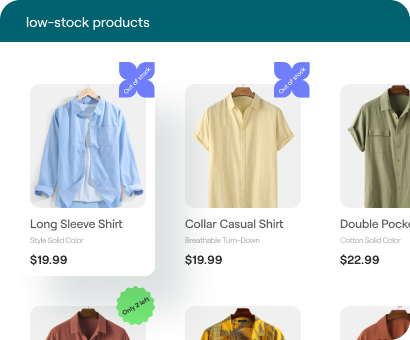 low-stock products
Out of stock
Out of stock
Long Sleeve Shirt
Style Solid Color
$19.99
Collar Casual Shirt
Breathable Turn-Down
$19.99
Double Pocke
Cotton Solid Color
$22.99
Only 2 left